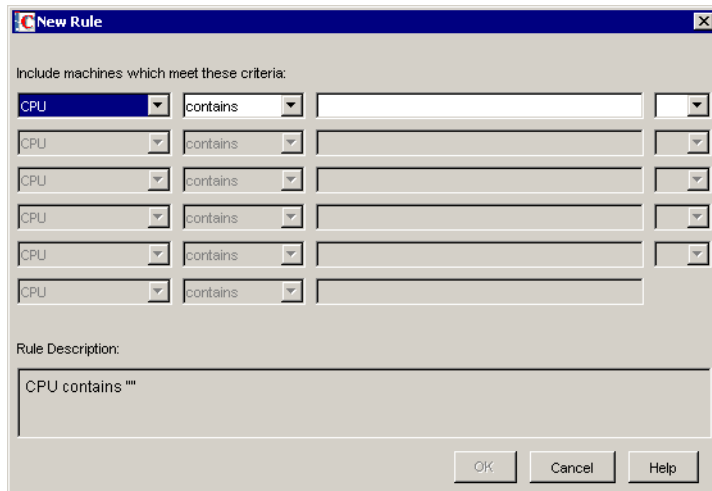 New Rule
Include machines which meet these criteria:
CPU contains
CPU contains
CPU contains
CPU contains
CPU contains
CPU contains
Rule Description:
CPU contains ""
OK Cancel Help